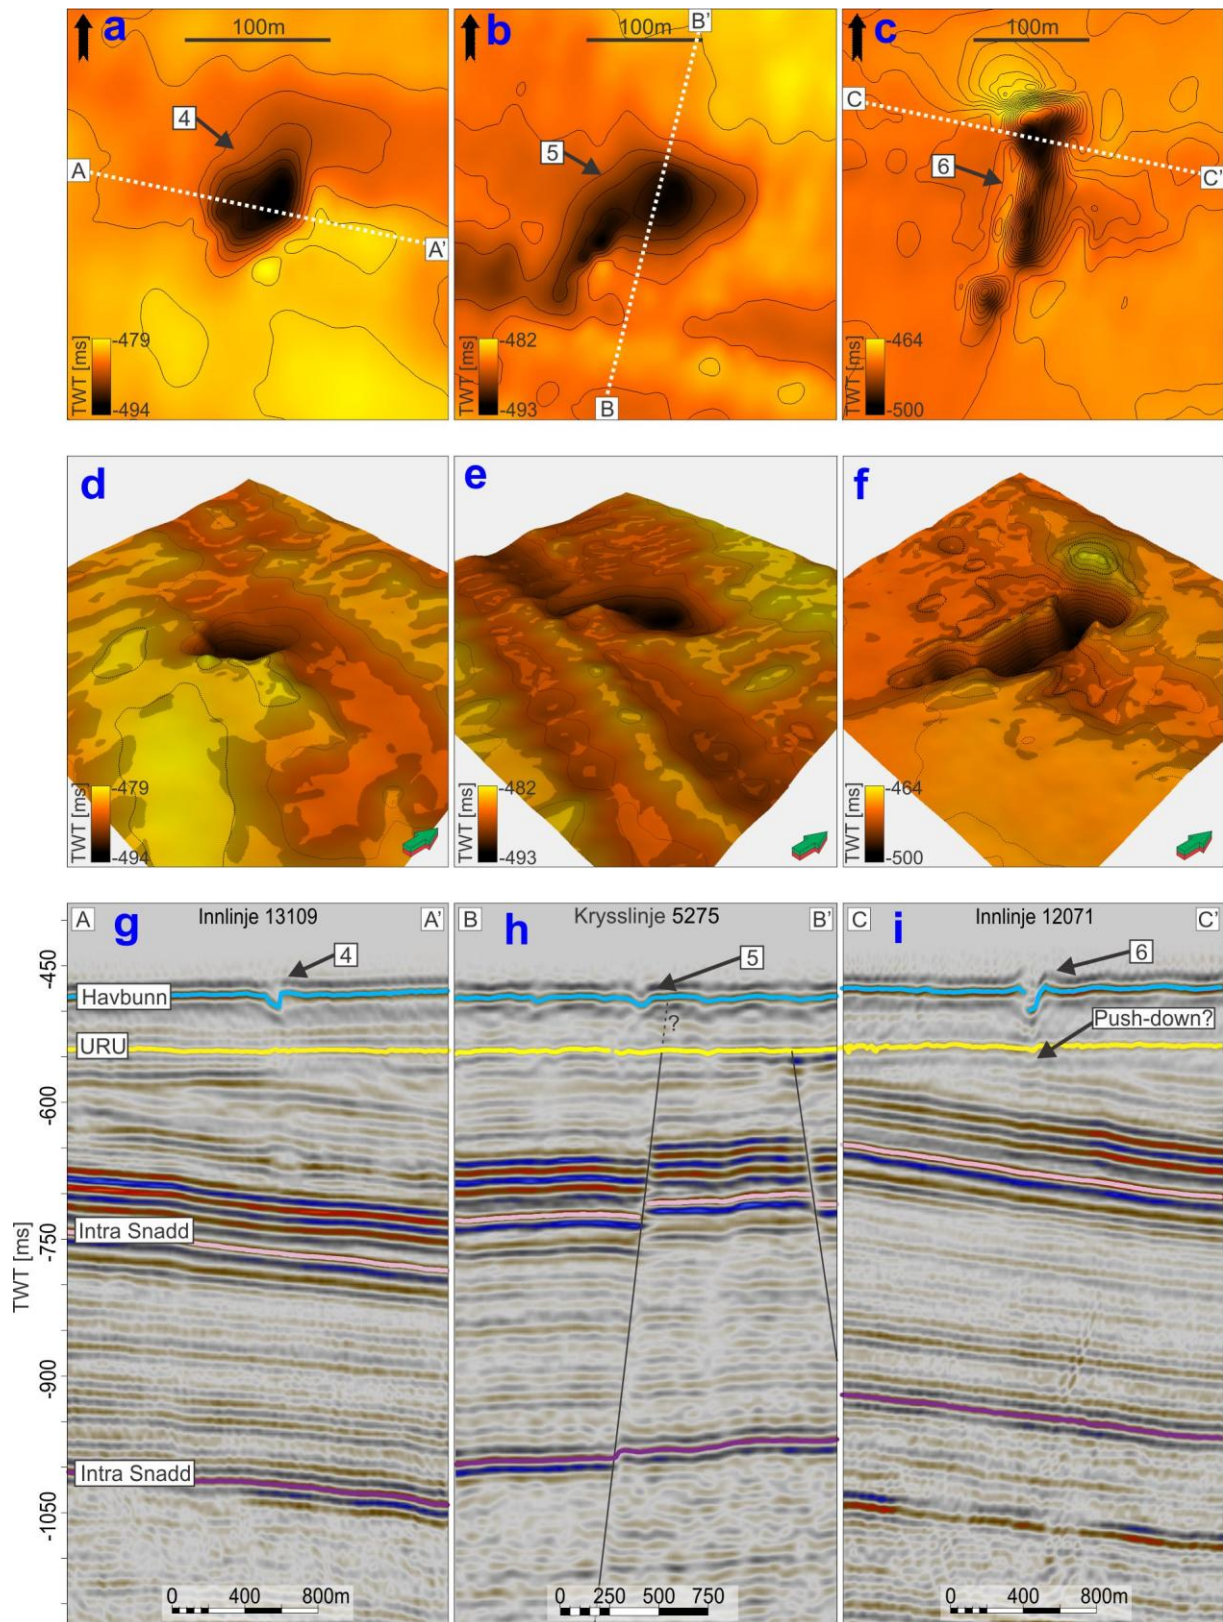 a
100m
4
A
A'
TWT [ms]
-479
-494
b
100m
B'
5
B
TWT [ms]
-482
-493
c
100m
C
6
C'
TWT [ms]
-464
-500
d
TWT [ms]
-479
-494
e
TWT [ms]
-482
-493
f
TWT [ms]
-464
-500
A
g
Innlinje 13109
A'
4
Havbunn
URU
Intra Snadd
Intra Snadd
-450
-600
-750
-900
-1050
TWT [ms]
0 400 800m
B
h
Krysslinje 5275
B'
5
?
0 250 500 750
C
i
Innlinje 12071
C'
6
Push-down?
0 400 800m